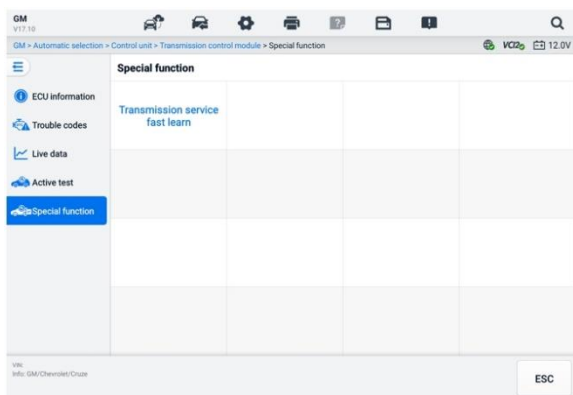 GM
V17.10
GM > Automatic selection > Control unit > Transmission control module > Special function
VCI2
12.0V
Special function
ECU information
Trouble codes
Live data
Active test
Special function
Transmission service
fast learn
VIN:
Info: GM/Chevrolet/Cruze
ESC